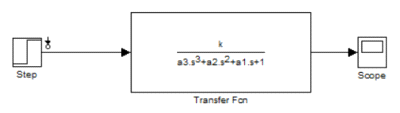 k
a3.s³+a2.s²+a1.s+1
Step
Transfer Fcn
Scope